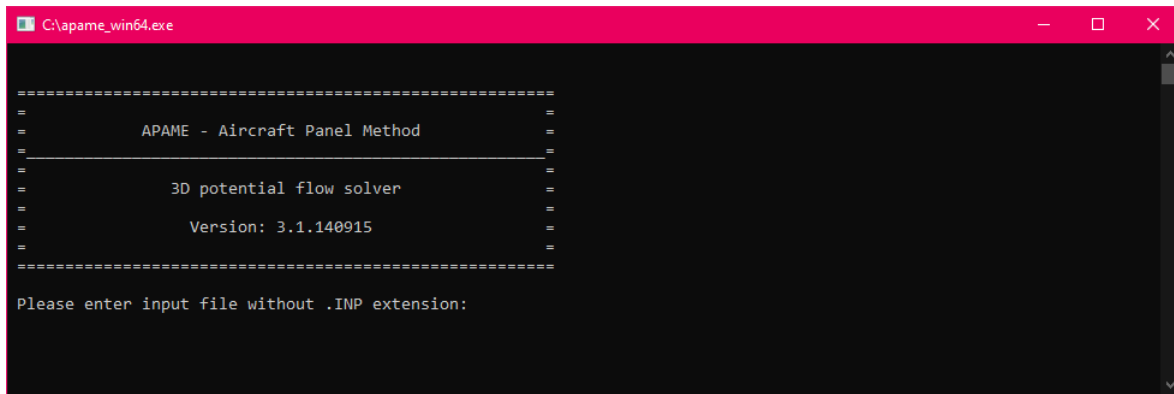 C:\apame_win64.exe
========================================================
=                                                      =
=            APAME - Aircraft Panel Method             =
=______________________________________________________=
=                                                      =
=               3D potential flow solver               =
=                                                      =
=                 Version: 3.1.140915                  =
=                                                      =
========================================================
Please enter input file without .INP extension: